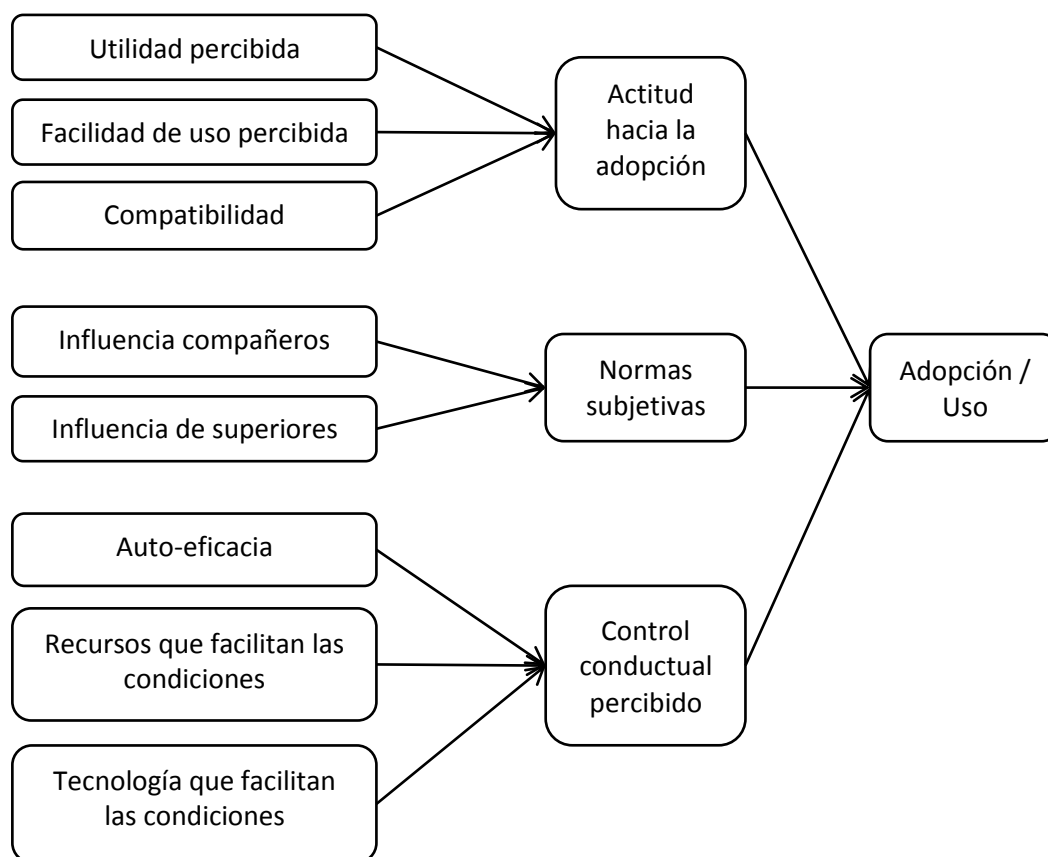 Utilidad percibida
Facilidad de uso percibida
Compatibilidad
Actitud
hacia la
adopción
Influencia compañeros
Influencia de superiores
Normas
subjetivas
Adopción /
Uso
Auto-eficacia
Recursos que facilitan las
condiciones
Tecnología que facilitan
las condiciones
Control
conductual
percibido